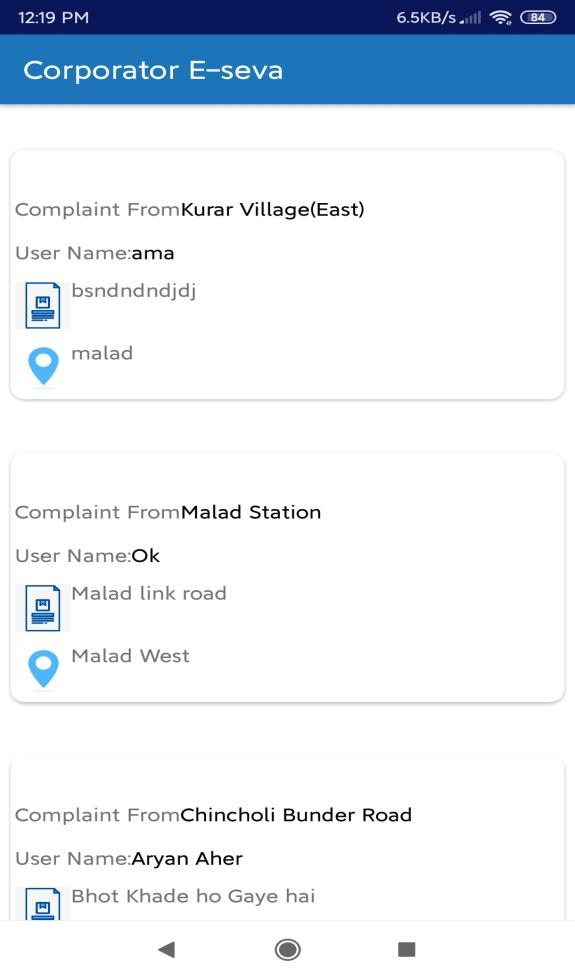 12:19 PM 6.5KB/s 84
Corporator E-seva
Complaint FromKurar Village(East)
User Name:ama
bsndndndjdj
malad
Complaint FromMalad Station
User Name:Ok
Malad link road
Malad West
Complaint FromChincholi Bunder Road
User Name:Aryan Aher
Bhot Khade ho Gaye hai